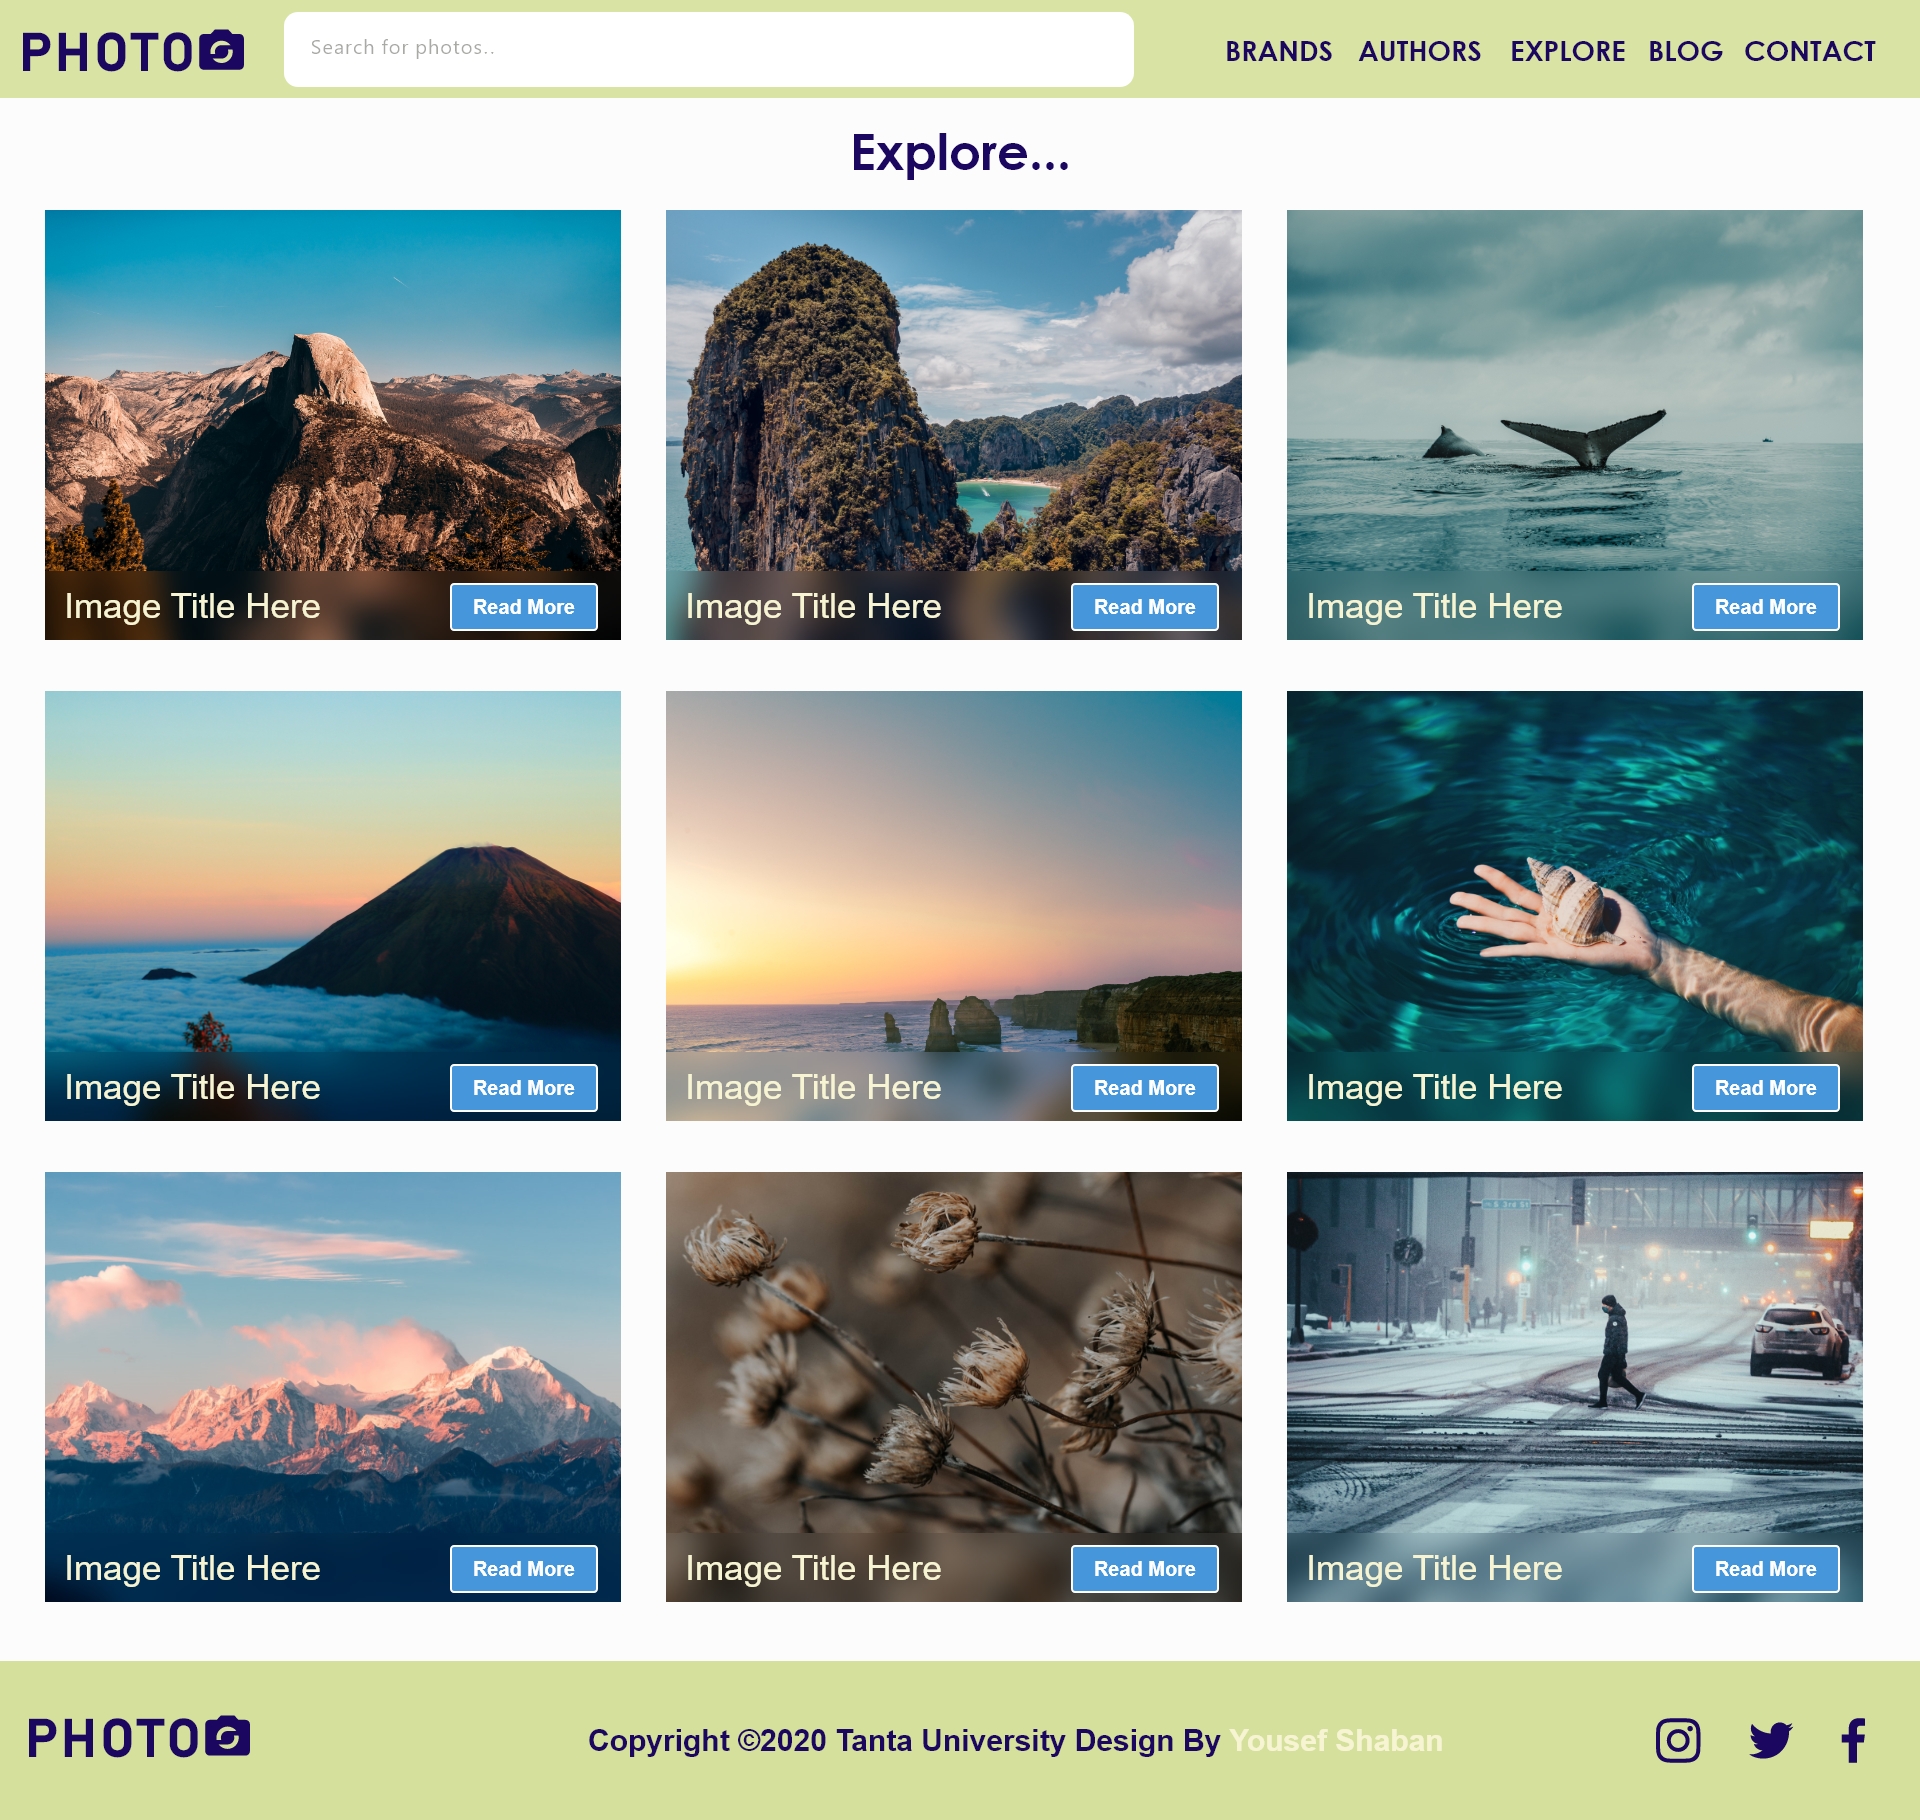 PHOTO
Search for photos..
BRANDS AUTHORS EXPLORE BLOG CONTACT
Explore...
Image Title Here Read More
Image Title Here Read More
Image Title Here Read More
Image Title Here Read More
Image Title Here Read More
Image Title Here Read More
N 3rd St
Image Title Here Read More
Image Title Here Read More
Image Title Here Read More
PHOTO
Copyright ©2020 Tanta University Design By Yousef Shaban